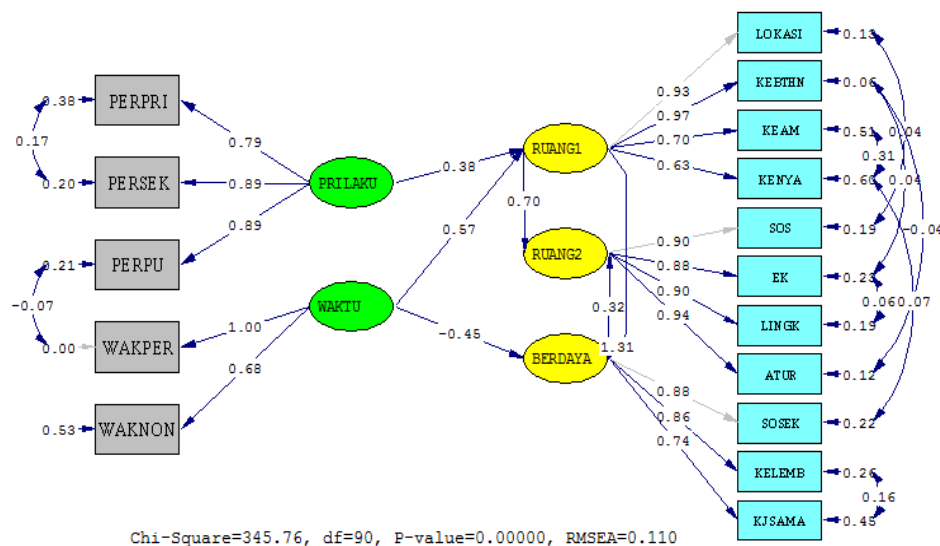 LOKASI
0.13
KEBTHN
0.06
KEAM
0.51
KENYA
0.60
SOS
0.19
EK
0.23
LINGK
0.19
ATUR
0.12
SOSEK
0.22
KELEMB
0.26
KJSAMA
0.45
0.04
0.31
0.04
-0.04
0.06
0.07
0.16
0.38
PERPRI
0.17
0.20
PERSEK
0.21
PERPU
-0.07
0.00
WAKPER
0.53
WAKNON
0.79
0.89
0.89
1.00
0.68
PRILAKU
WAKTU
0.38
0.57
-0.45
RUANG1
0.70
RUANG2
0.32
1.31
BERDAYA
0.93
0.97
0.70
0.63
0.90
0.88
0.90
0.94
0.88
0.86
0.74
Chi-Square=345.76, df=90, P-value=0.00000, RMSEA=0.110